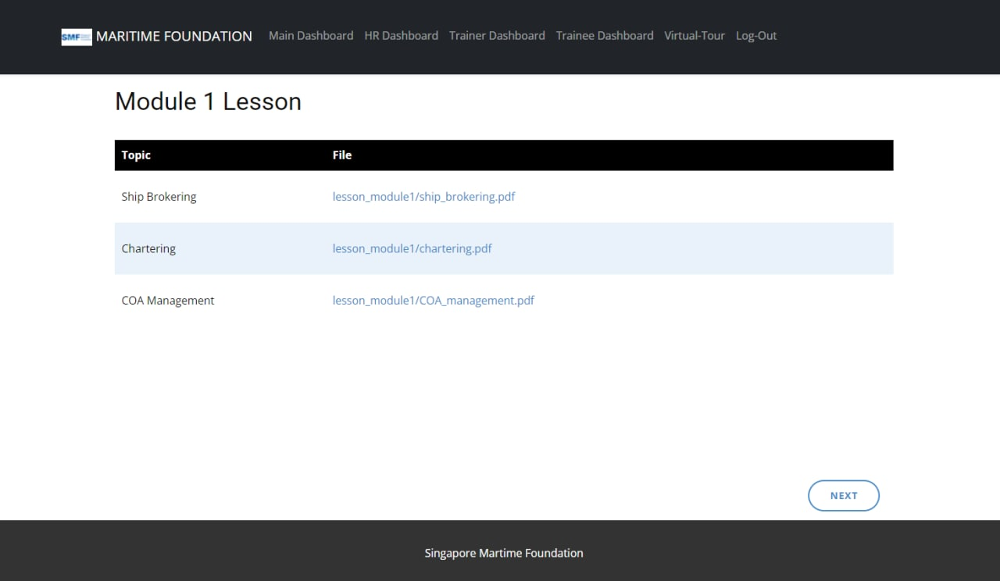 SMF MARITIME FOUNDATION Main Dashboard HR Dashboard Trainer Dashboard Trainee Dashboard Virtual-Tour Log-Out
Module 1 Lesson
Topic File
Ship Brokering lesson_module1/ship_brokering.pdf
Chartering lesson_module1/chartering.pdf
COA Management lesson_module1/COA_management.pdf
NEXT
Singapore Martime Foundation